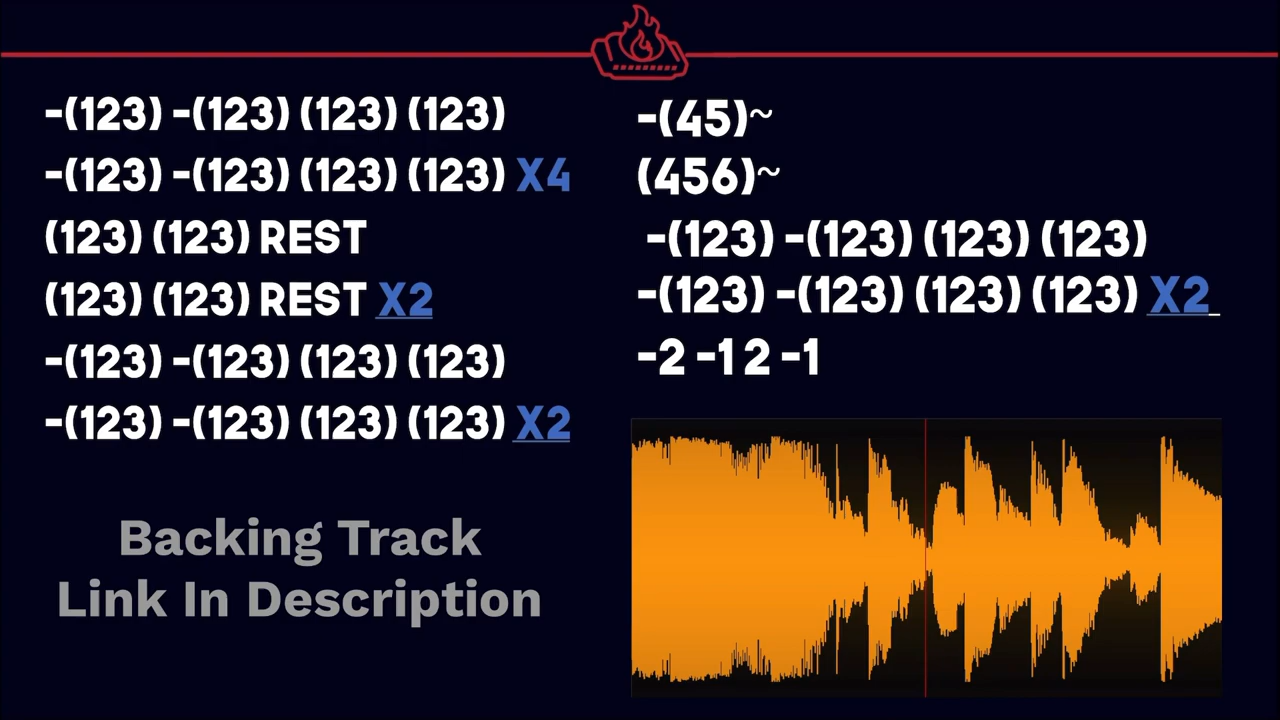 -(123) -(123) (123) (123)
-(123) -(123) (123) (123) X4
(123) (123) REST
(123) (123) REST X2
-(123) -(123) (123) (123)
-(123) -(123) (123) (123) X2
Backing Track
Link In Description
-(45)~
(456)~
-(123) -(123) (123) (123)
-(123) -(123) (123) (123) X2_
-2 -1 2 -1